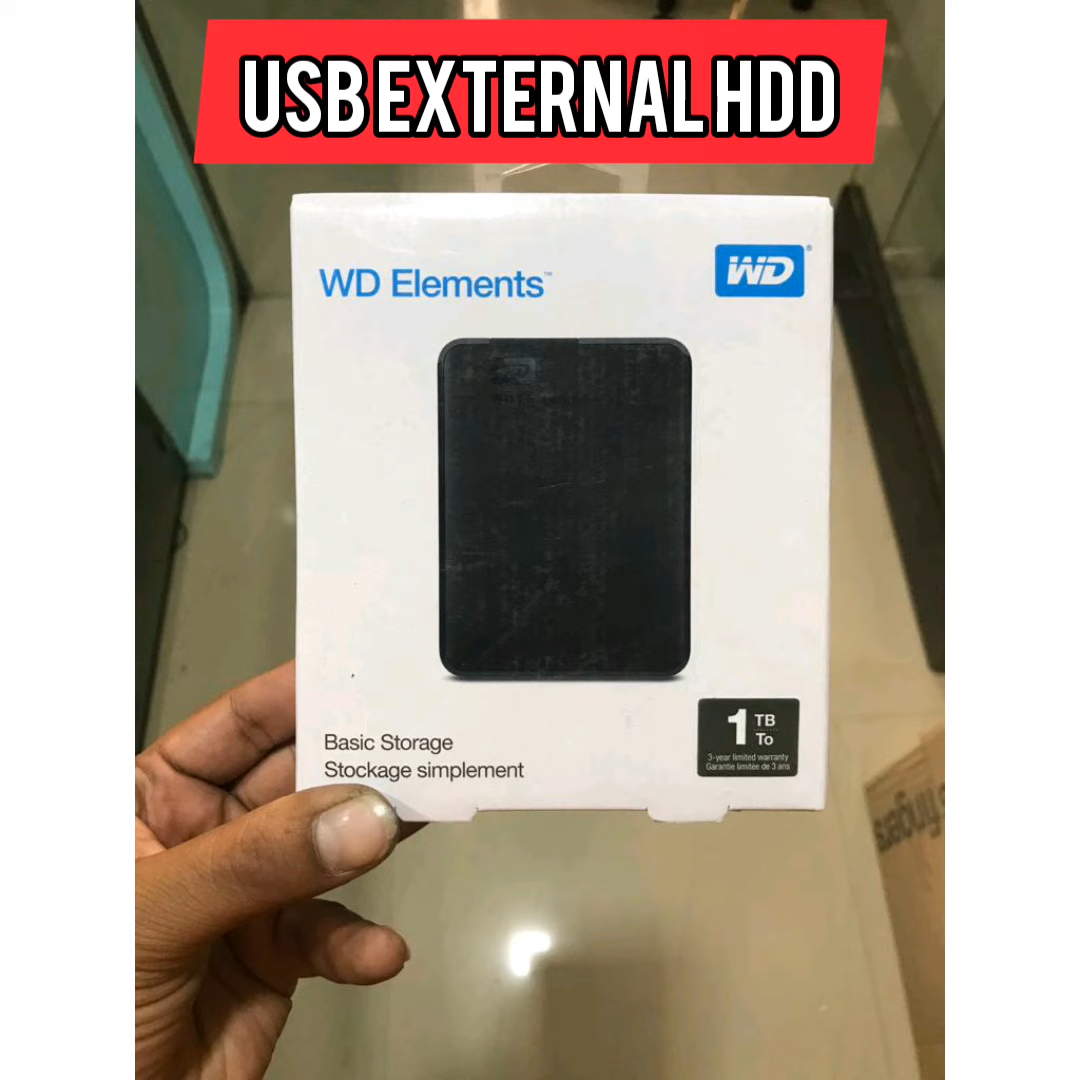 USB EXTERNAL HDD
WD Elements™
WD®
Basic Storage
Stockage simplement
1 TB
To
3-year limited warranty
Garantie limitée de 3 ans